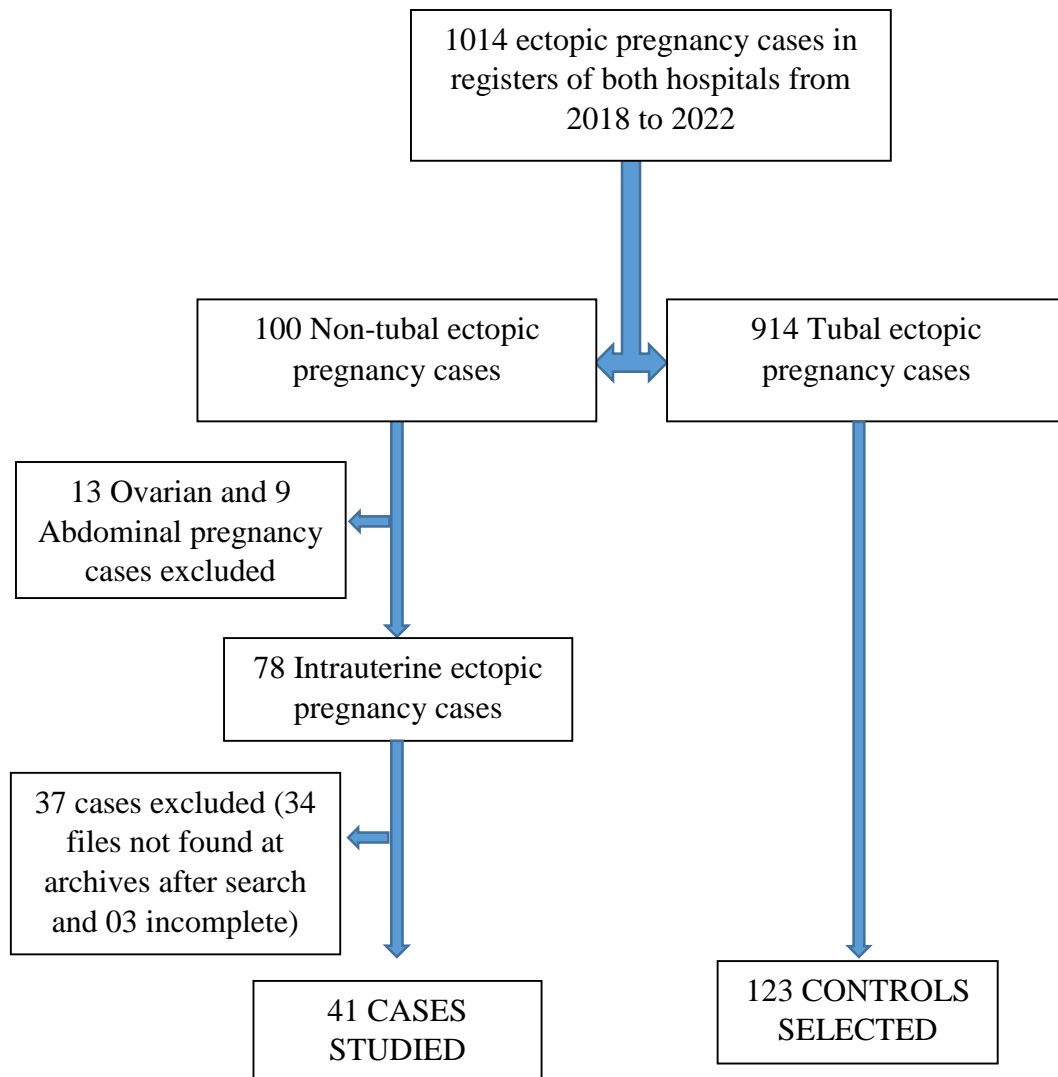 1014 ectopic pregnancy cases in
registers of both hospitals from
2018 to 2022
100 Non-tubal ectopic
pregnancy cases
914 Tubal ectopic
pregnancy cases
13 Ovarian and 9
Abdominal pregnancy
cases excluded
78 Intrauterine ectopic
pregnancy cases
37 cases excluded (34
files not found at
archives after search
and 03 incomplete)
41 CASES
STUDIED
123 CONTROLS
SELECTED